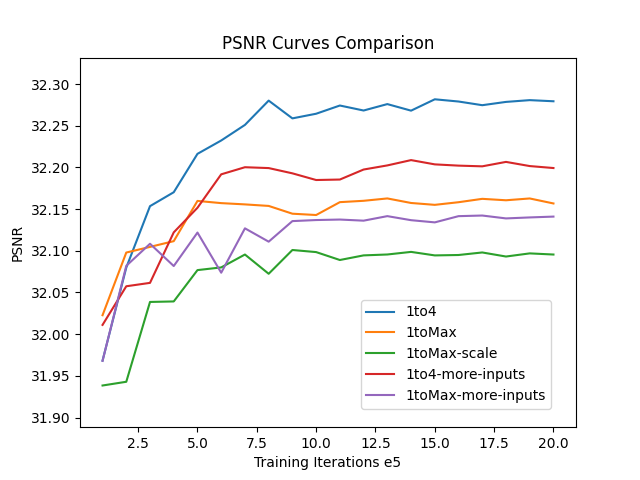 PSNR Curves Comparison
PSNR
32.30
32.25
32.20
32.15
32.10
32.05
32.00
31.95
31.90
1to4
1toMax
1toMax-scale
1to4-more-inputs
1toMax-more-inputs
2.5 5.0 7.5 10.0 12.5 15.0 17.5 20.0
Training Iterations e5